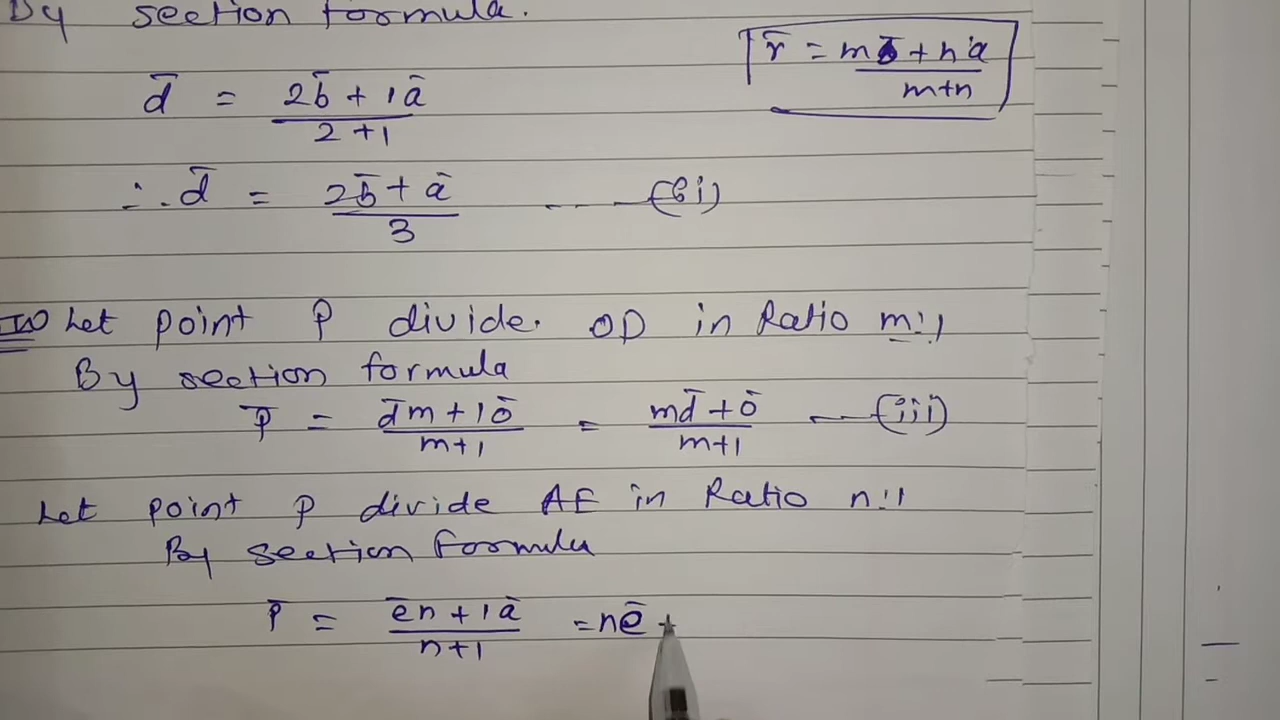 By section formula.
r̄ = mb̄ + nā / m+n
d̄ = 2b̄ + 1ā / 2+1
∴ d̄ = 2b̄ + ā / 3 --- (ii)
Let point P divide. OD in Ratio m:1
By section formula
P̄ = d̄m + 1ō / m+1 = md̄ + ō / m+1 --- (iii)
Let point P divide AE in Ratio n:1
By section formula
P̄ = ēn + 1ā / n+1 = nē +